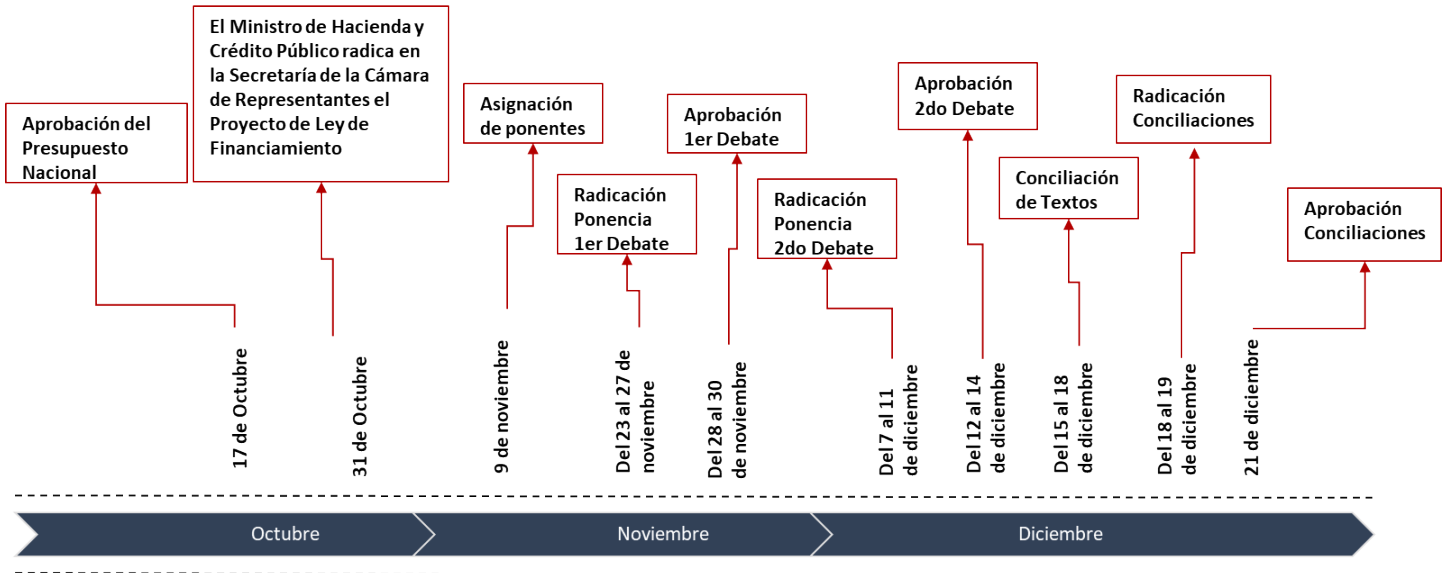 Aprobación del
Presupuesto
Nacional
El Ministro de Hacienda y
Crédito Público radica en
la Secretaría de la Cámara
de Representantes el
Proyecto de Ley de
Financiamiento
Asignación
de ponentes
Radicación
Ponencia
1er Debate
Aprobación
1er Debate
Radicación
Ponencia
2do Debate
Aprobación
2do Debate
Conciliación
de Textos
Radicación
Conciliaciones
Aprobación
Conciliaciones
17 de Octubre
31 de Octubre
9 de noviembre
Del 23 al 27 de
noviembre
Del 28 al 30
de noviembre
Del 7 al 11
de diciembre
Del 12 al 14
de diciembre
Del 15 al 18
de diciembre
Del 18 al 19
de diciembre
21 de diciembre
Octubre
Noviembre
Diciembre